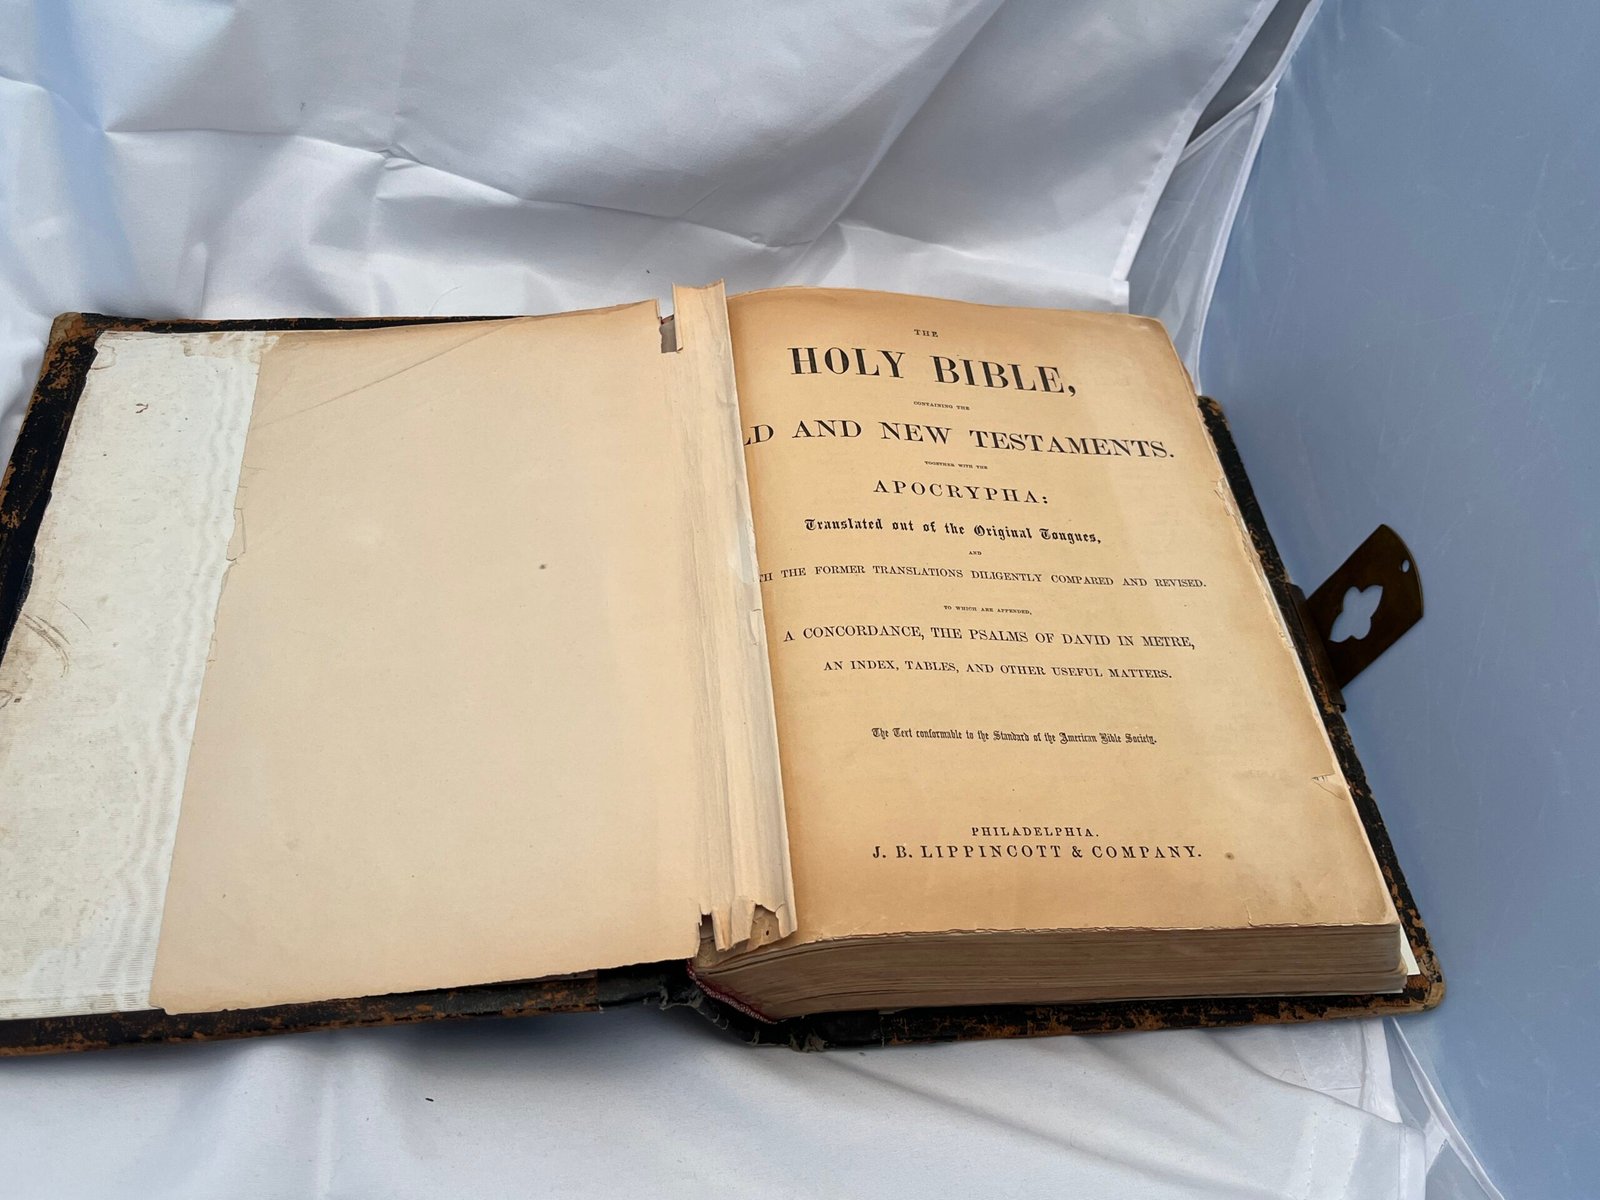 THE
HOLY BIBLE,
CONTAINING THE
LD AND NEW TESTAMENTS.
TOGETHER WITH THE
APOCRYPHA:
Translated out of the Original Tongues,
AND
TH THE FORMER TRANSLATIONS DILIGENTLY COMPARED AND REVISED.
TO WHICH ARE APPENDED,
A CONCORDANCE, THE PSALMS OF DAVID IN METRE,
AN INDEX, TABLES, AND OTHER USEFUL MATTERS.
The Text conformable to the Standard of the American Bible Society.
PHILADELPHIA.
J. B. LIPPINCOTT & COMPANY.